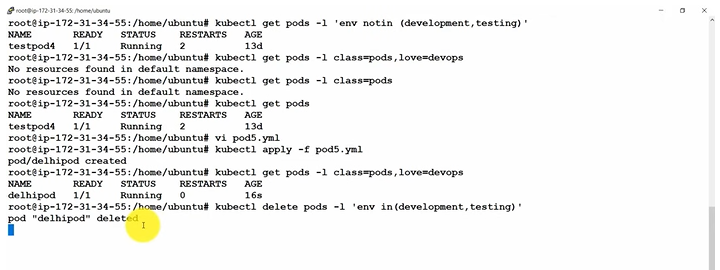 root@ip-172-31-34-55: /home/ubuntu
root@ip-172-31-34-55:/home/ubuntu# kubectl get pods -l 'env notin (development,testing)'
NAME READY STATUS RESTARTS AGE
testpod4 1/1 Running 2 13d
root@ip-172-31-34-55:/home/ubuntu# kubectl get pods -l class=pods,love=devops
No resources found in default namespace.
root@ip-172-31-34-55:/home/ubuntu# kubectl get pods -l class=pods
No resources found in default namespace.
root@ip-172-31-34-55:/home/ubuntu# kubectl get pods
NAME READY STATUS RESTARTS AGE
testpod4 1/1 Running 2 13d
root@ip-172-31-34-55:/home/ubuntu# vi pod5.yml
root@ip-172-31-34-55:/home/ubuntu# kubectl apply -f pod5.yml
pod/delhipod created
root@ip-172-31-34-55:/home/ubuntu# kubectl get pods -l class=pods,love=devops
NAME READY STATUS RESTARTS AGE
delhipod 1/1 Running 0 16s
root@ip-172-31-34-55:/home/ubuntu# kubectl delete pods -l 'env in(development,testing)'
pod "delhipod" deleted